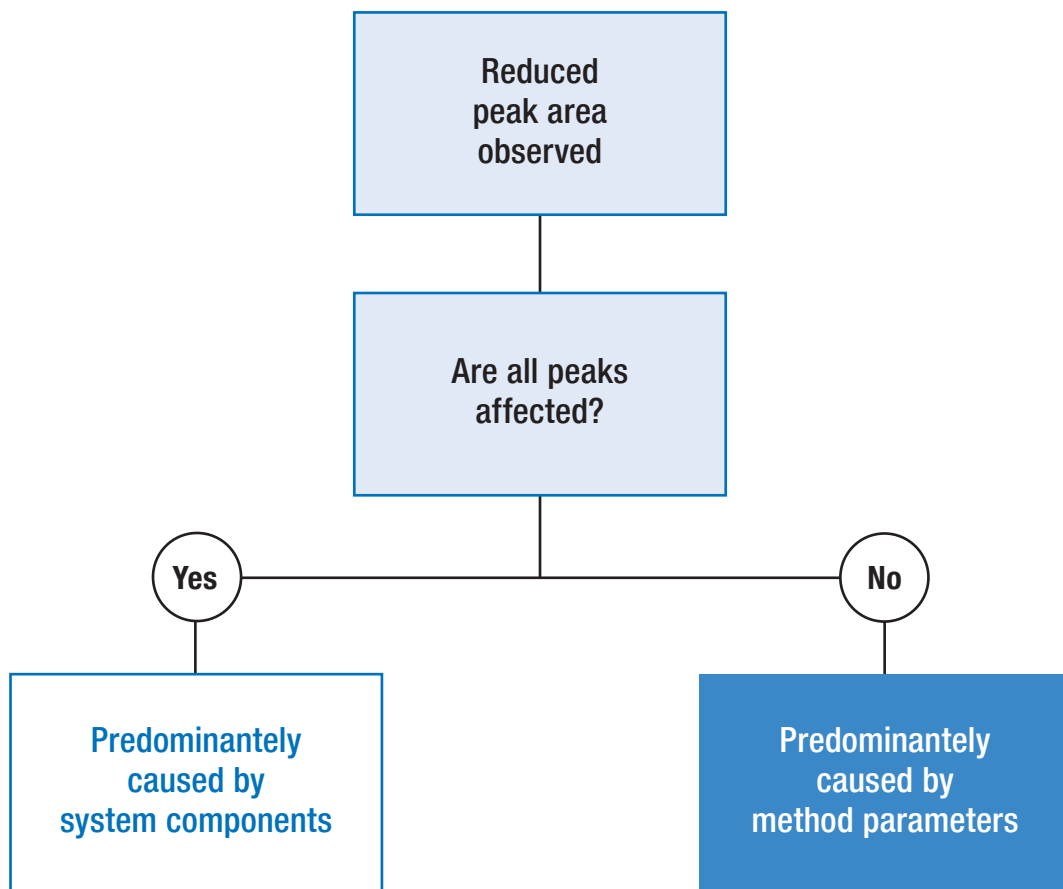 Reduced
peak area
observed
Are all peaks
affected?
Yes
No
Predominantely
caused by
system components
Predominantely
caused by
method parameters